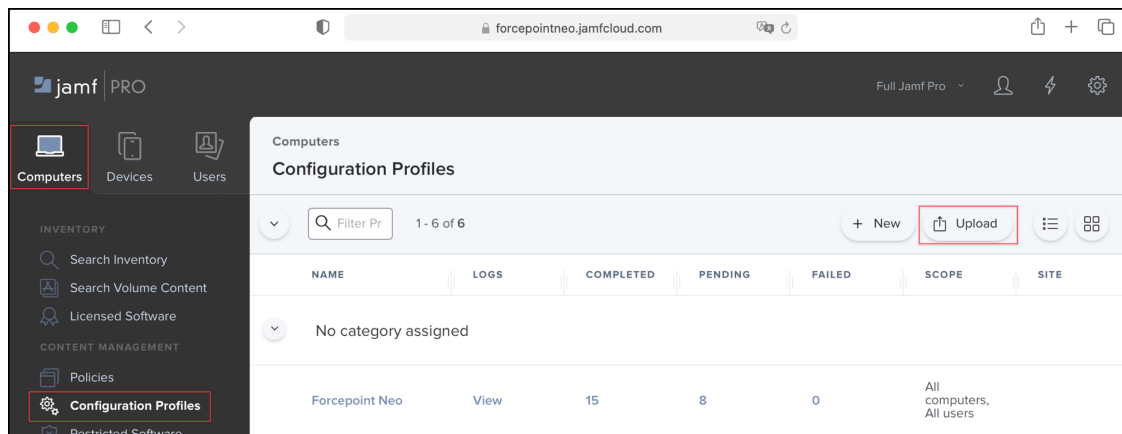 forcepointneo.jamfcloud.com
jamf PRO
Full Jamf Pro
Computers
Devices
Users
Computers
Configuration Profiles
INVENTORY
Search Inventory
Search Volume Content
Licensed Software
CONTENT MANAGEMENT
Policies
Configuration Profiles
Restricted Software
Filter Pr
1 - 6 of 6
+ New
Upload
NAME
LOGS
COMPLETED
PENDING
FAILED
SCOPE
SITE
No category assigned
Forcepoint Neo
View
15
8
0
All
computers,
All users